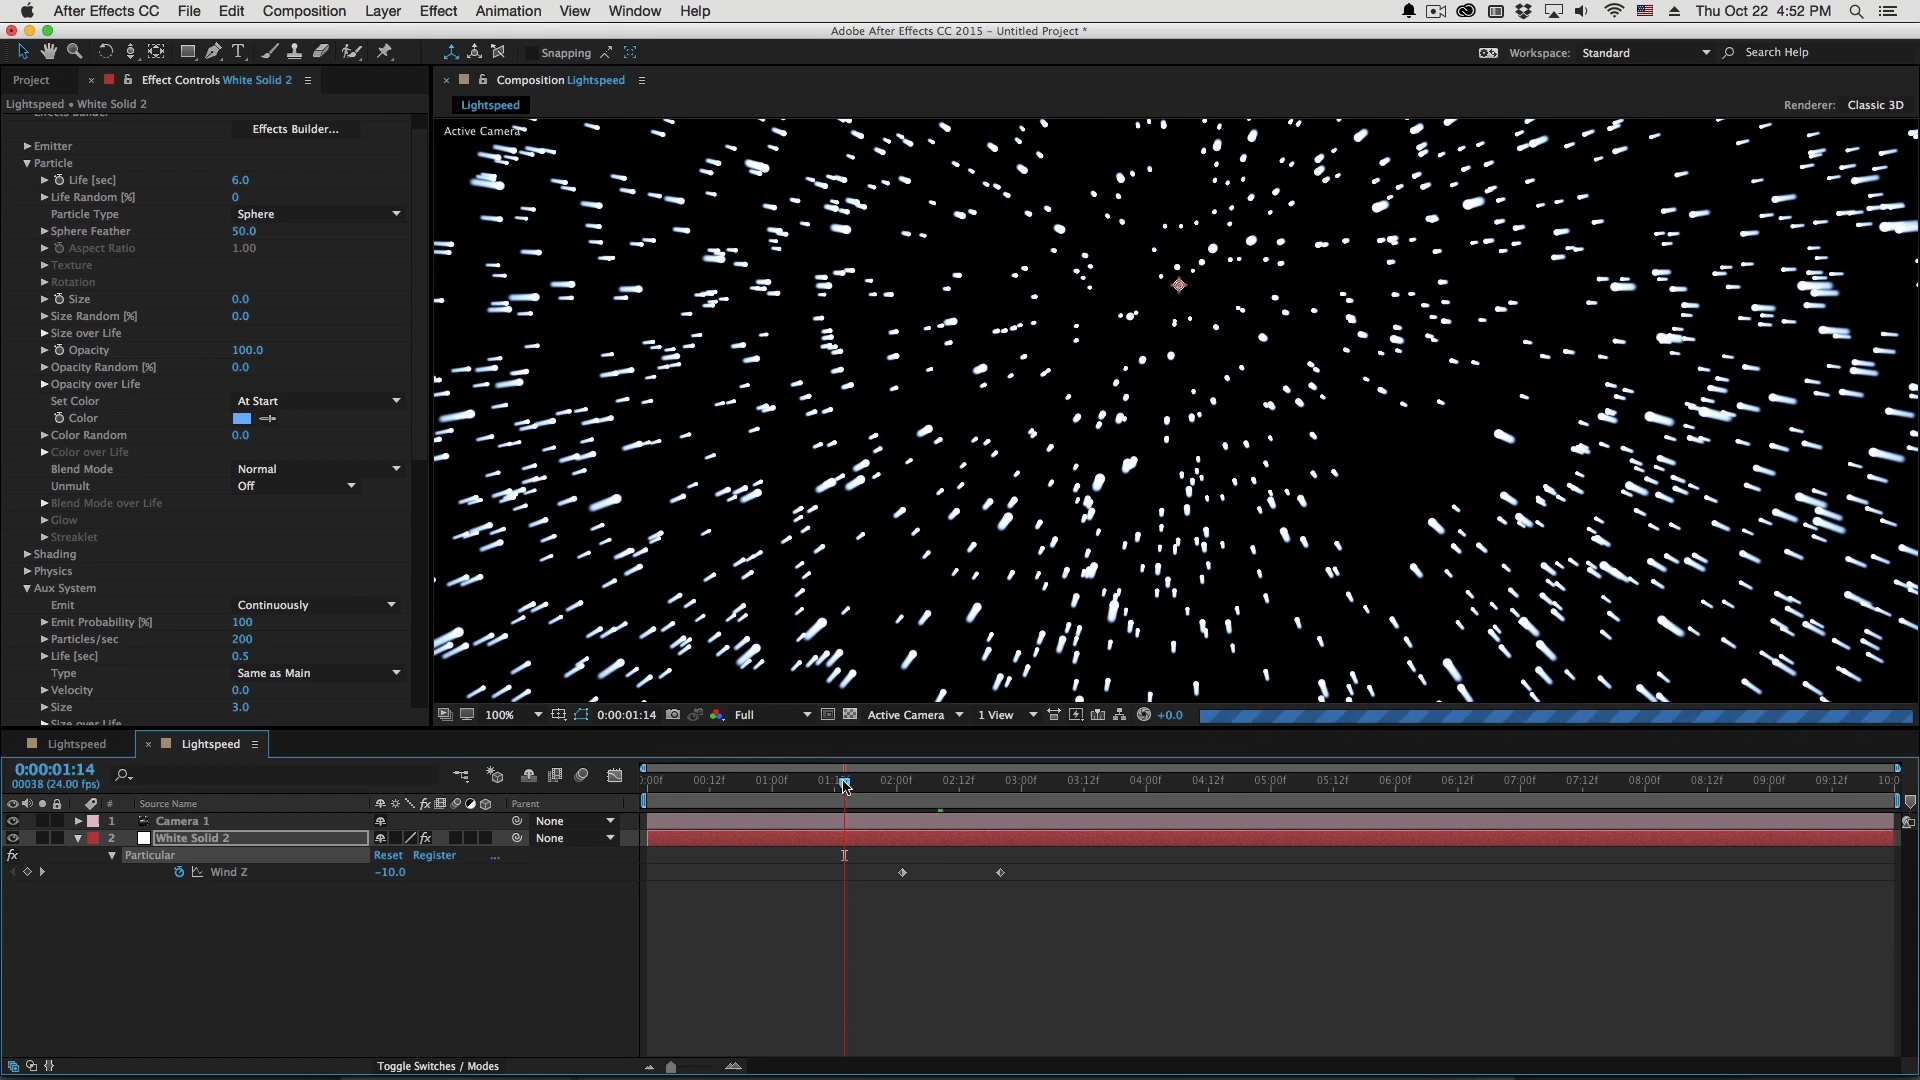 After Effects CC File Edit Composition Layer Effect Animation View Window Help Thu Oct 22 4:52 PM
Adobe After Effects CC 2015 – Untitled Project *
Snapping Workspace: Standard Search Help
Project Effect Controls White Solid 2 Composition Lightspeed
Lightspeed • White Solid 2 Lightspeed Renderer: Classic 3D
Effects Builder...
Active Camera
Emitter
Particle
Life [sec] 6.0
Life Random [%] 0
Particle Type Sphere
Sphere Feather 50.0
Aspect Ratio 1.00
Texture
Rotation
Size 0.0
Size Random [%] 0.0
Size over Life
Opacity 100.0
Opacity Random [%] 0.0
Opacity over Life
Set Color At Start
Color
Color Random 0.0
Color over Life
Blend Mode Normal
Unmult Off
Blend Mode over Life
Glow
Streaklet
Shading
Physics
Aux System
Emit Continuously
Emit Probability [%] 100
Particles/sec 200
Life [sec] 0.5
Type Same as Main
Velocity 0.0
Size 3.0
Size over Life
100% 0:00:01:14 Full Active Camera 1 View +0.0
Lightspeed Lightspeed
0:00:01:14
00038 (24.00 fps)
:00f 00:12f 01:00f 01:1 02:00f 02:12f 03:00f 03:12f 04:00f 04:12f 05:00f 05:12f 06:00f 06:12f 07:00f 07:12f 08:00f 08:12f 09:00f 09:12f 10:0
# Source Name fx Parent
1 Camera 1 None
2 White Solid 2 fx None
fx Particular Reset Register ...
Wind Z -10.0
Toggle Switches / Modes